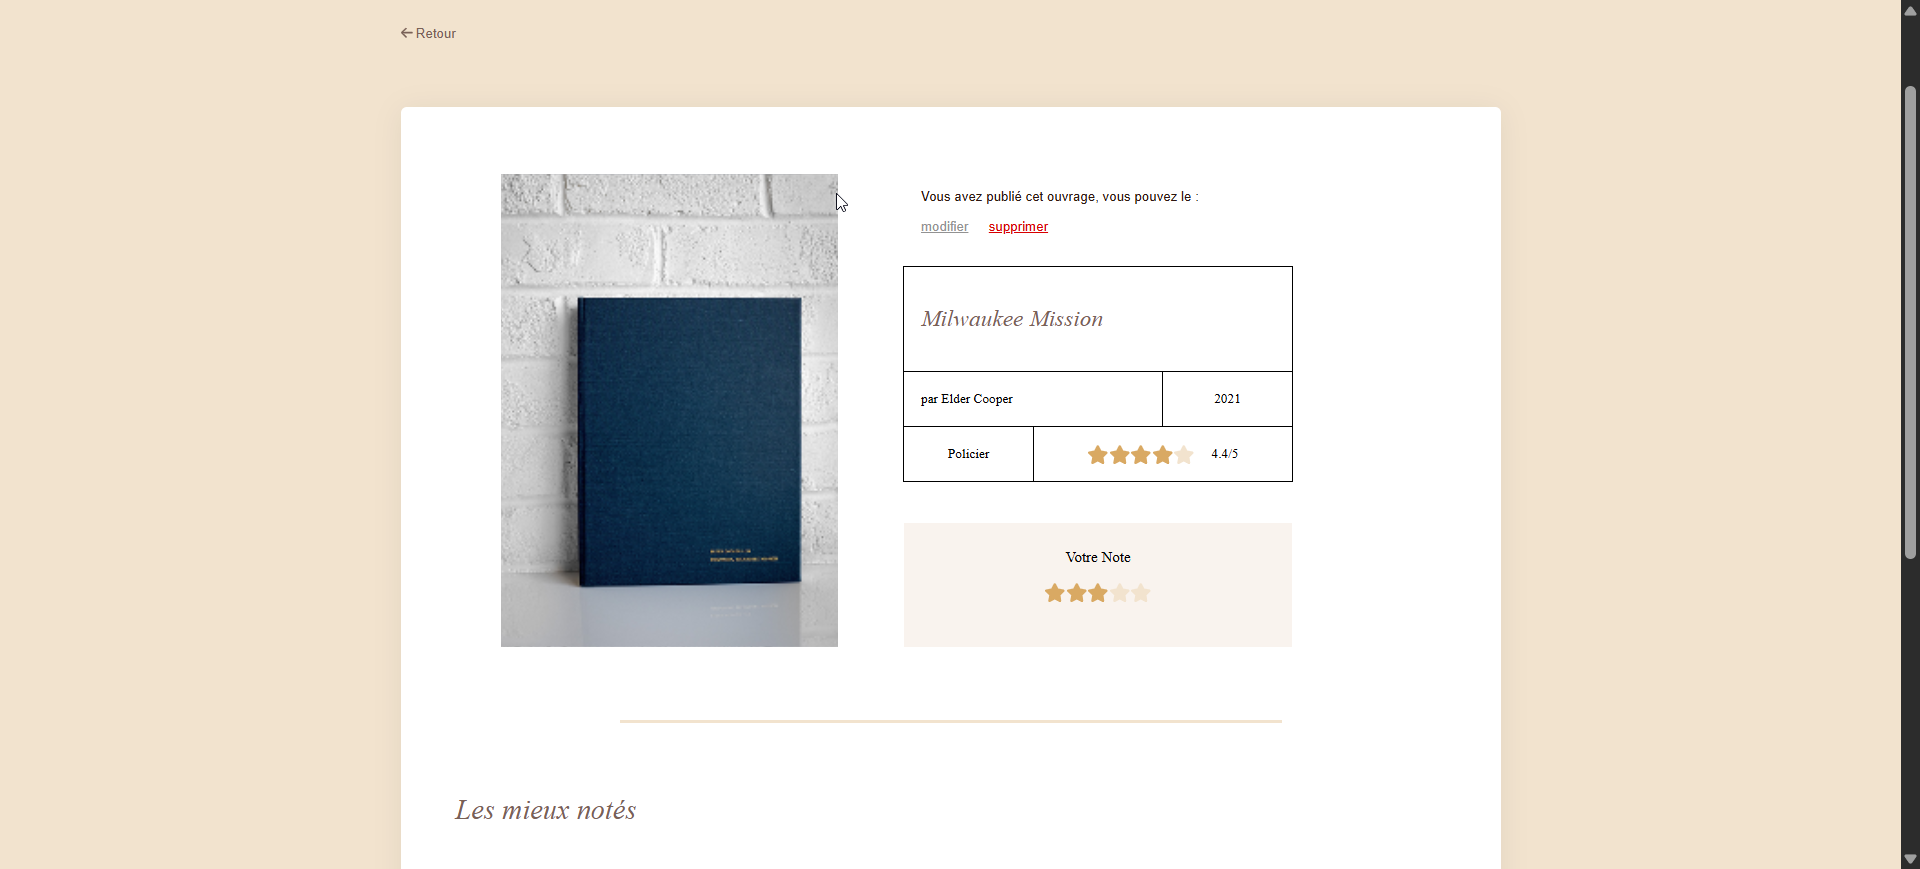 Retour
Vous avez publié cet ouvrage, vous pouvez le :
modifier supprimer
Milwaukee Mission
par Elder Cooper 2021
Policier 4.4/5
Votre Note
Les mieux notés